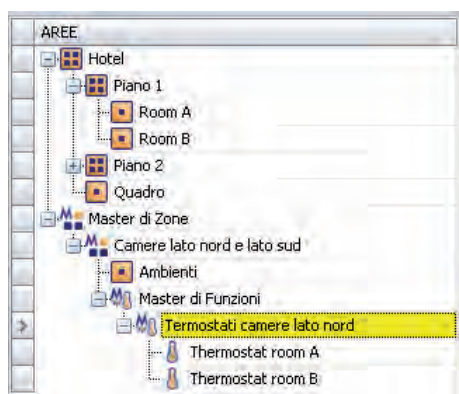 AREE
Hotel
Piano 1
Room A
Room B
Piano 2
Quadro
Master di Zone
Camere lato nord e lato sud
Ambienti
Master di Funzioni
Termostati camere lato nord
Thermostat room A
Thermostat room B